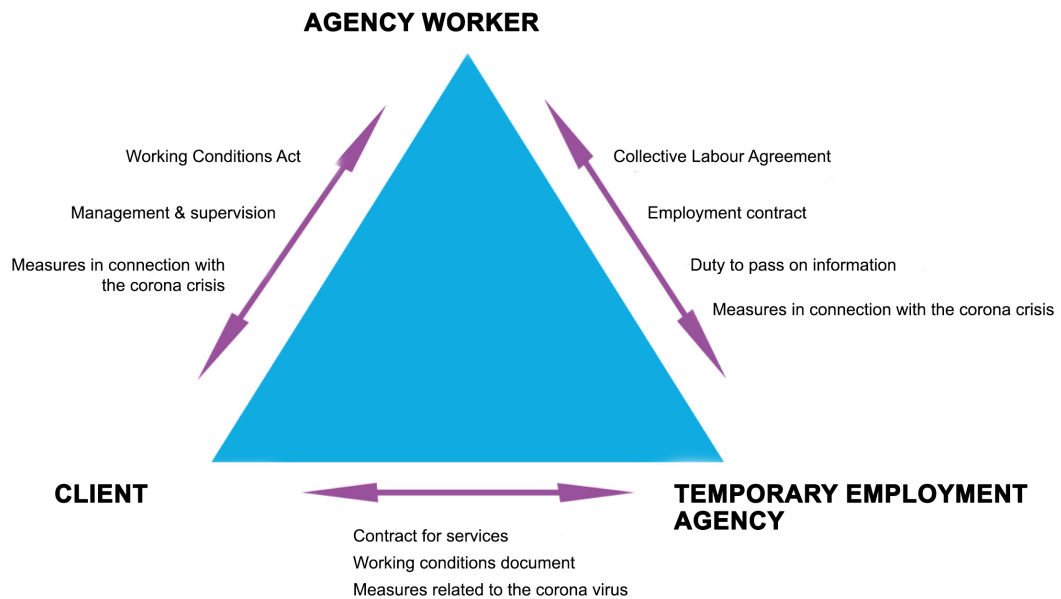 AGENCY WORKER
Working Conditions Act
Management & supervision
Measures in connection with
the corona crisis
Collective Labour Agreement
Employment contract
Duty to pass on information
Measures in connection with the corona crisis
CLIENT
TEMPORARY EMPLOYMENT
AGENCY
Contract for services
Working conditions document
Measures related to the corona virus